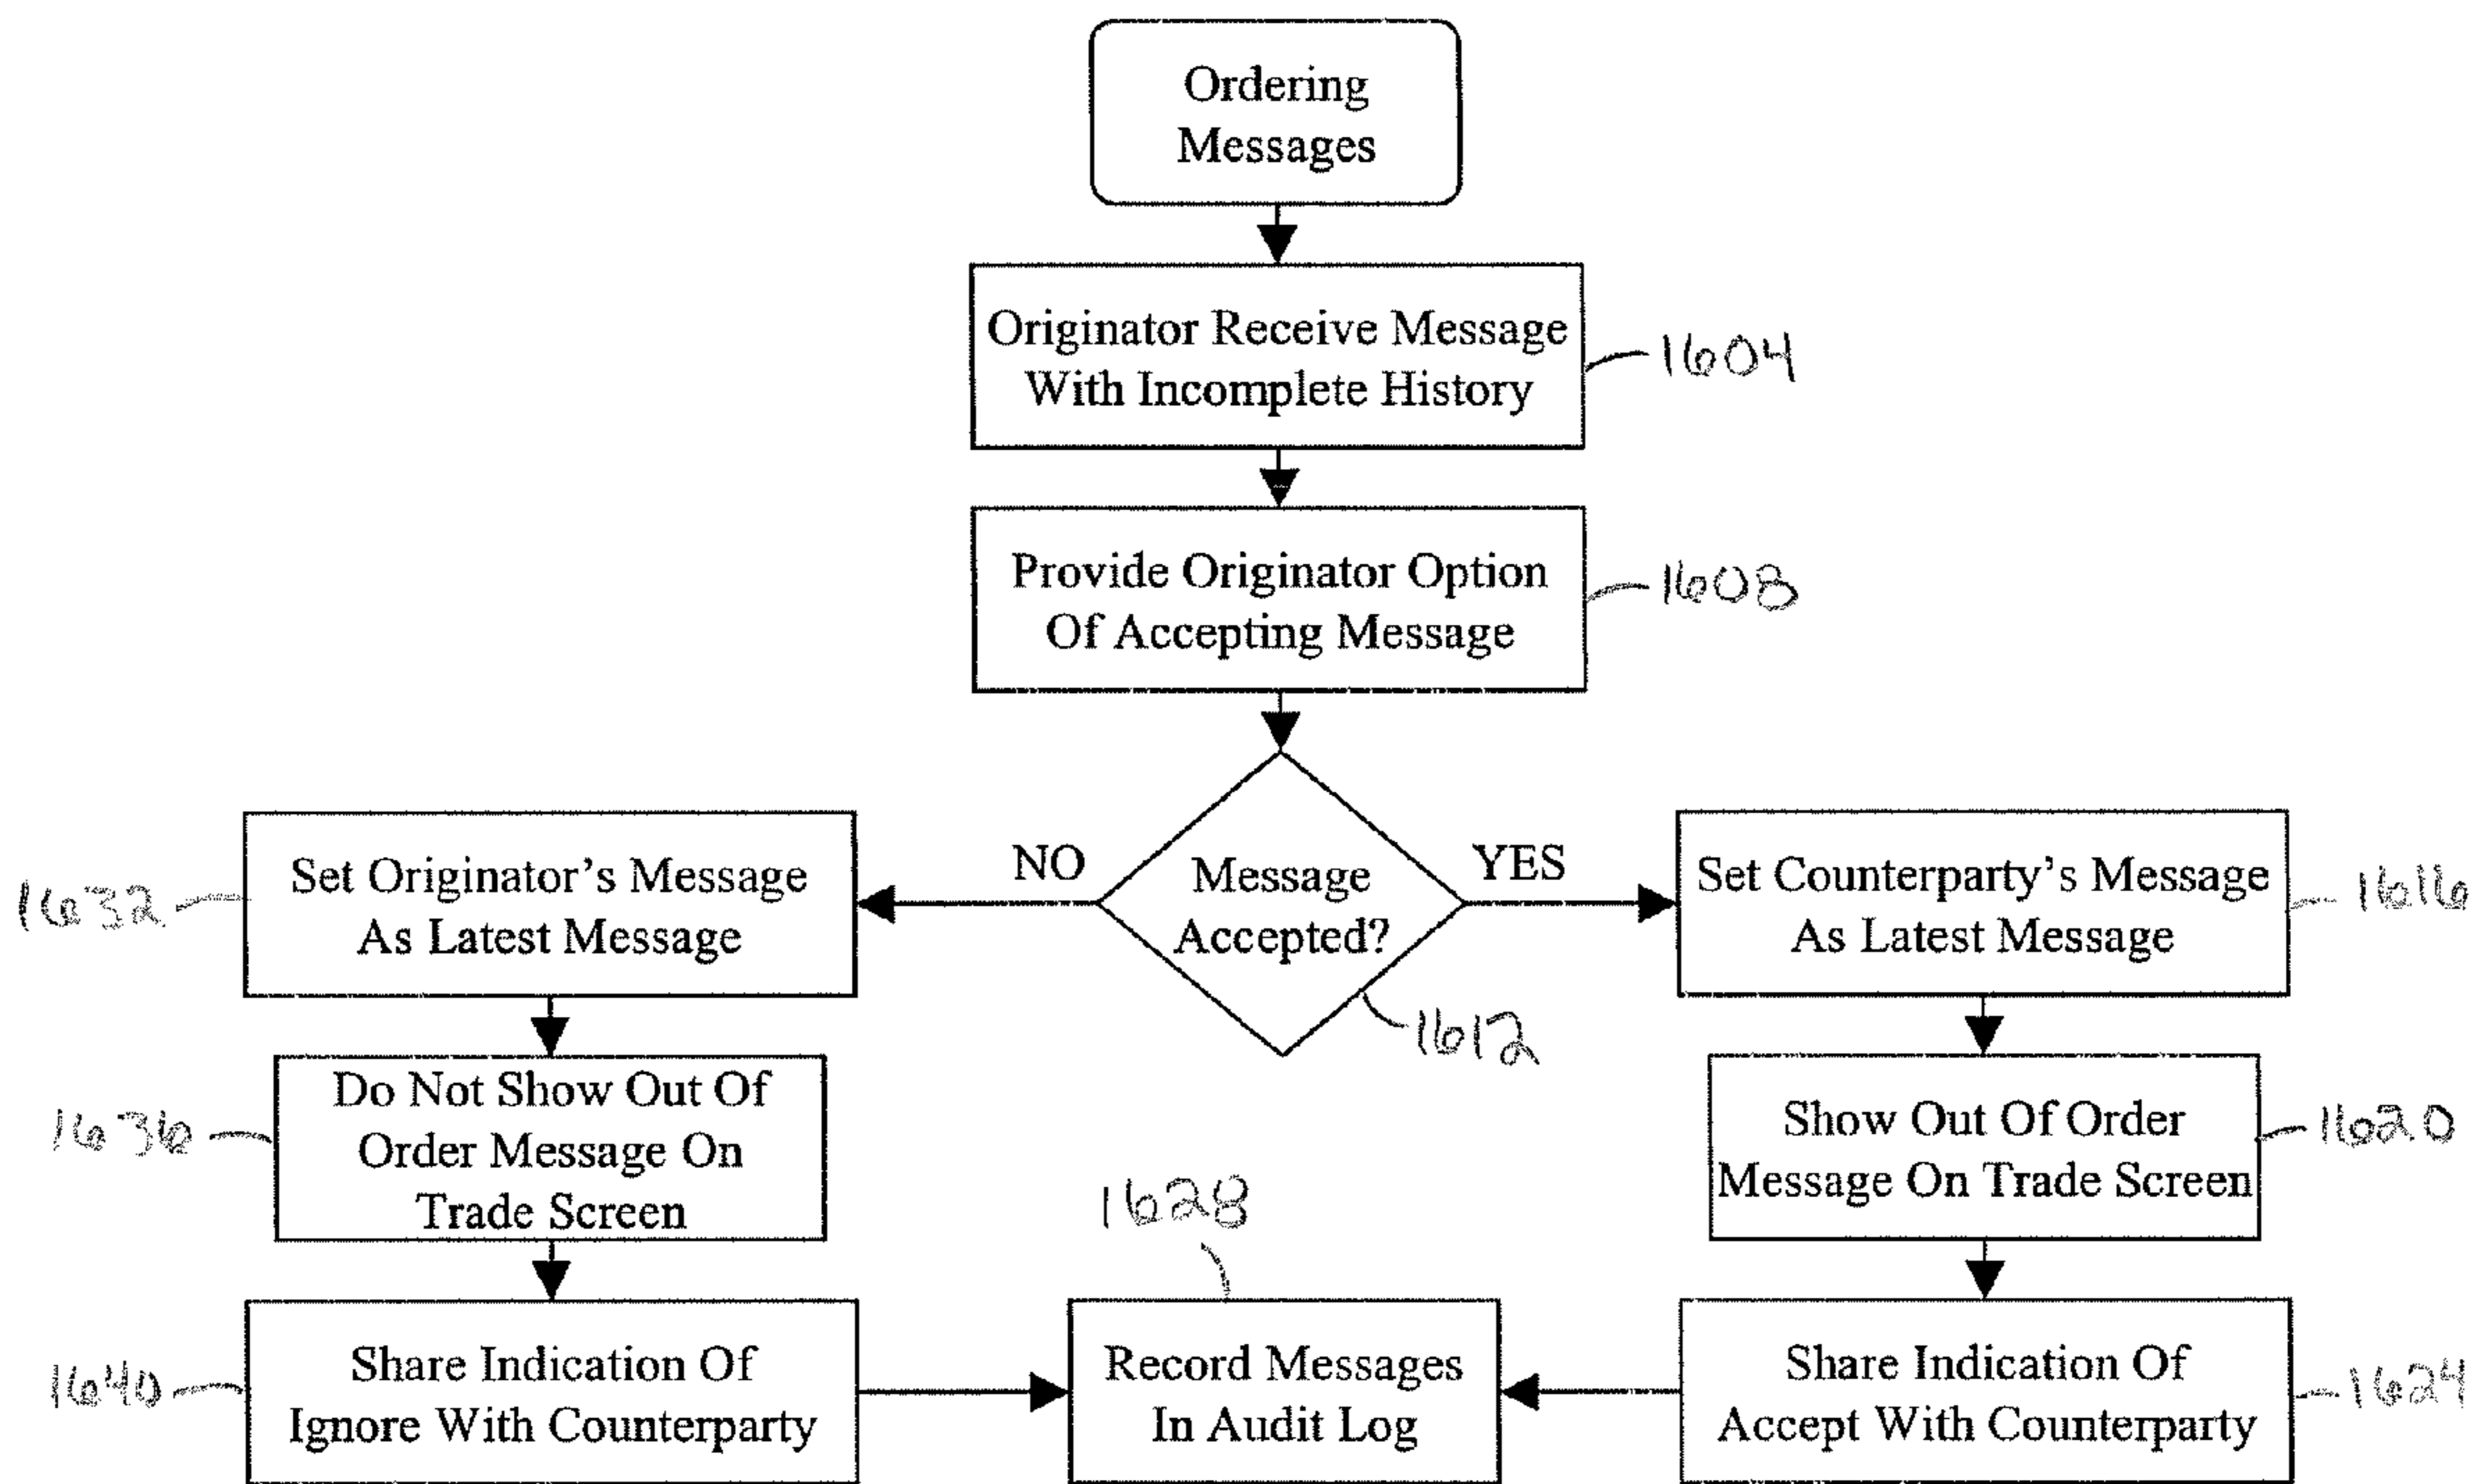 Ordering
Messages
Originator Receive Message
With Incomplete History
1604
Provide Originator Option
Of Accepting Message
1608
NO
YES
Message
Accepted?
1612
Set Originator's Message
As Latest Message
1632
Set Counterparty's Message
As Latest Message
1616
Do Not Show Out Of
Order Message On
Trade Screen
1636
Show Out Of Order
Message On Trade Screen
1620
1628
Share Indication Of
Ignore With Counterparty
1640
Record Messages
In Audit Log
Share Indication Of
Accept With Counterparty
1624